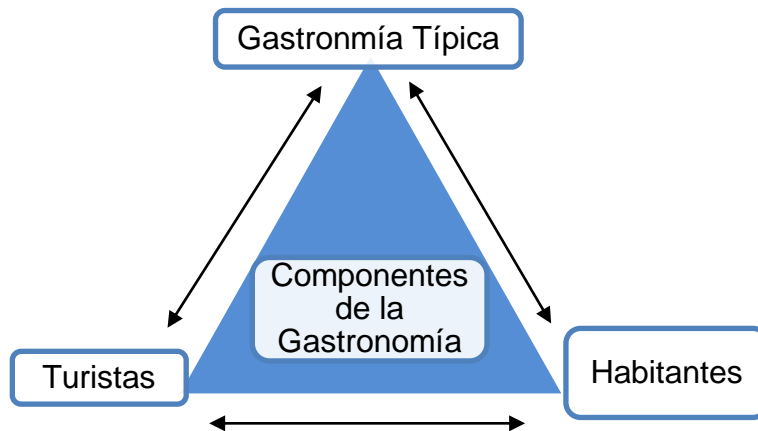 Gastronmía Típica
Componentes
de la
Gastronomía
Turistas
Habitantes